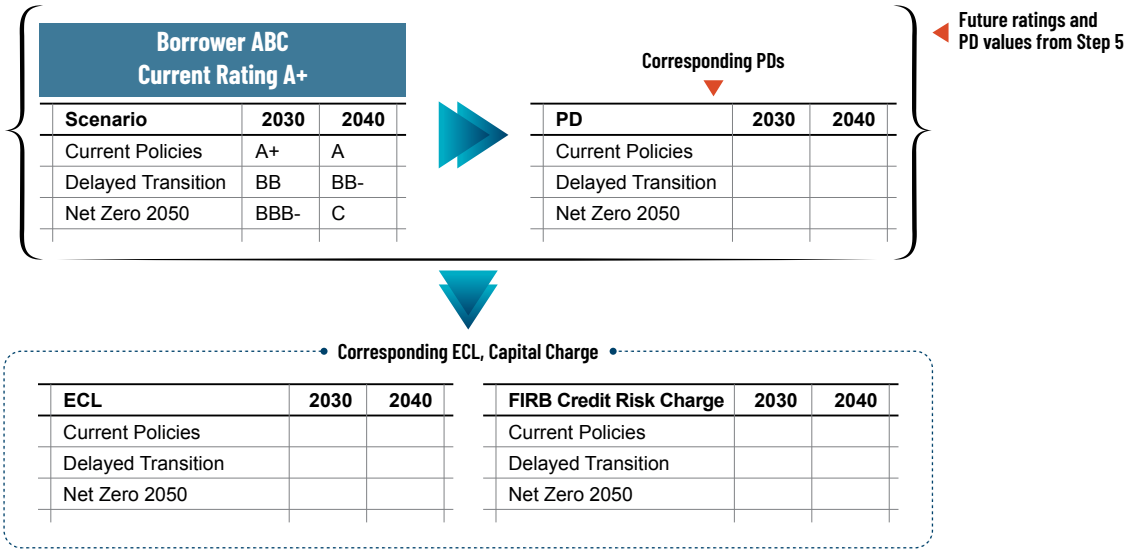 Borrower ABC
Current Rating A+
Scenario 2030 2040
Current Policies A+ A
Delayed Transition BB BB-
Net Zero 2050 BBB- C
Corresponding PDs
PD 2030 2040
Current Policies
Delayed Transition
Net Zero 2050
Future ratings and
PD values from Step 5
Corresponding ECL, Capital Charge
ECL 2030 2040
Current Policies
Delayed Transition
Net Zero 2050
FIRB Credit Risk Charge 2030 2040
Current Policies
Delayed Transition
Net Zero 2050